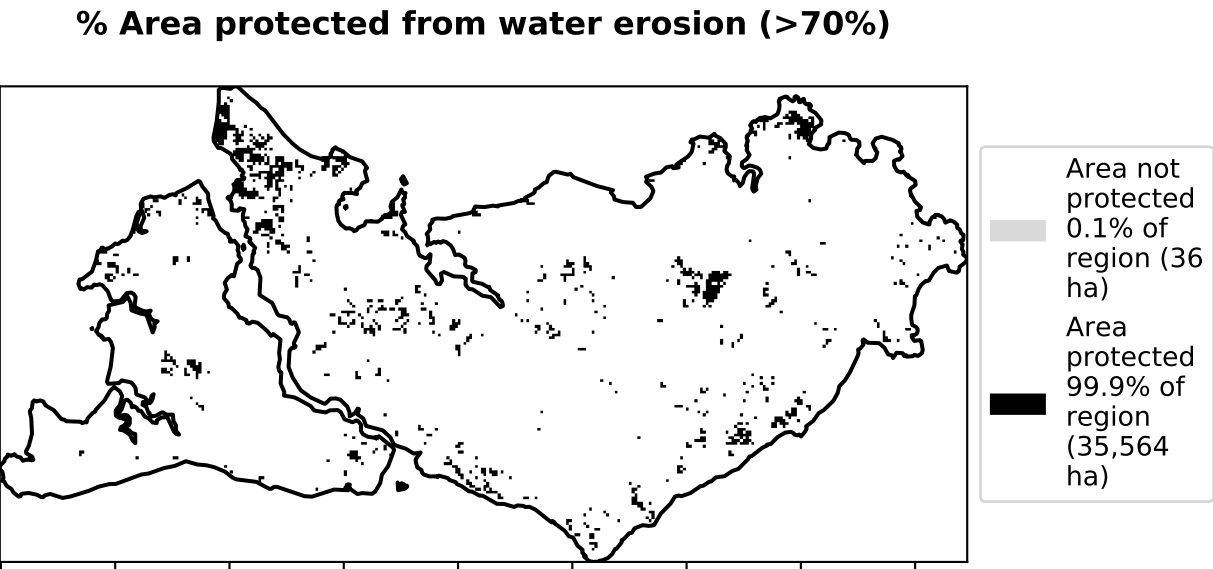 % Area protected from water erosion (>70%)
Area not
protected
0.1% of
region (36
ha)
Area
protected
99.9% of
region
(35,564
ha)